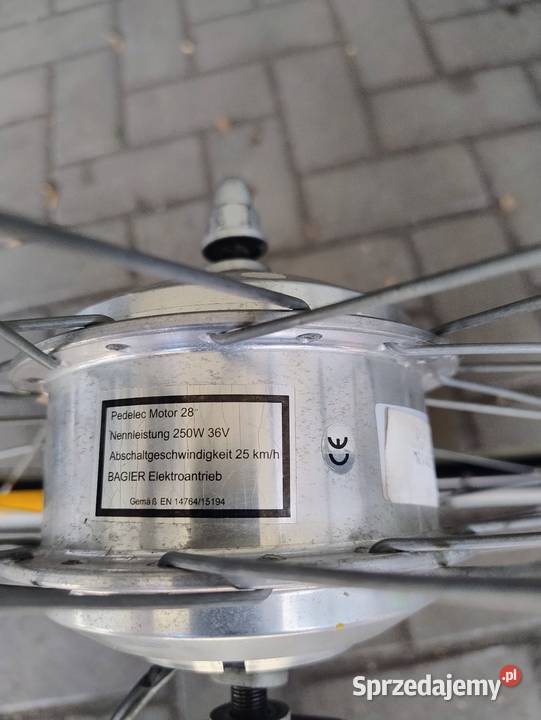 Pedelec Motor 28"
Nennleistung 250W 36V
Abschaltgeschwindigkeit 25 km/h
BAGIER Elektroantrieb
Gemäß EN 14764/15194
CE
Sprzedajemy.pl